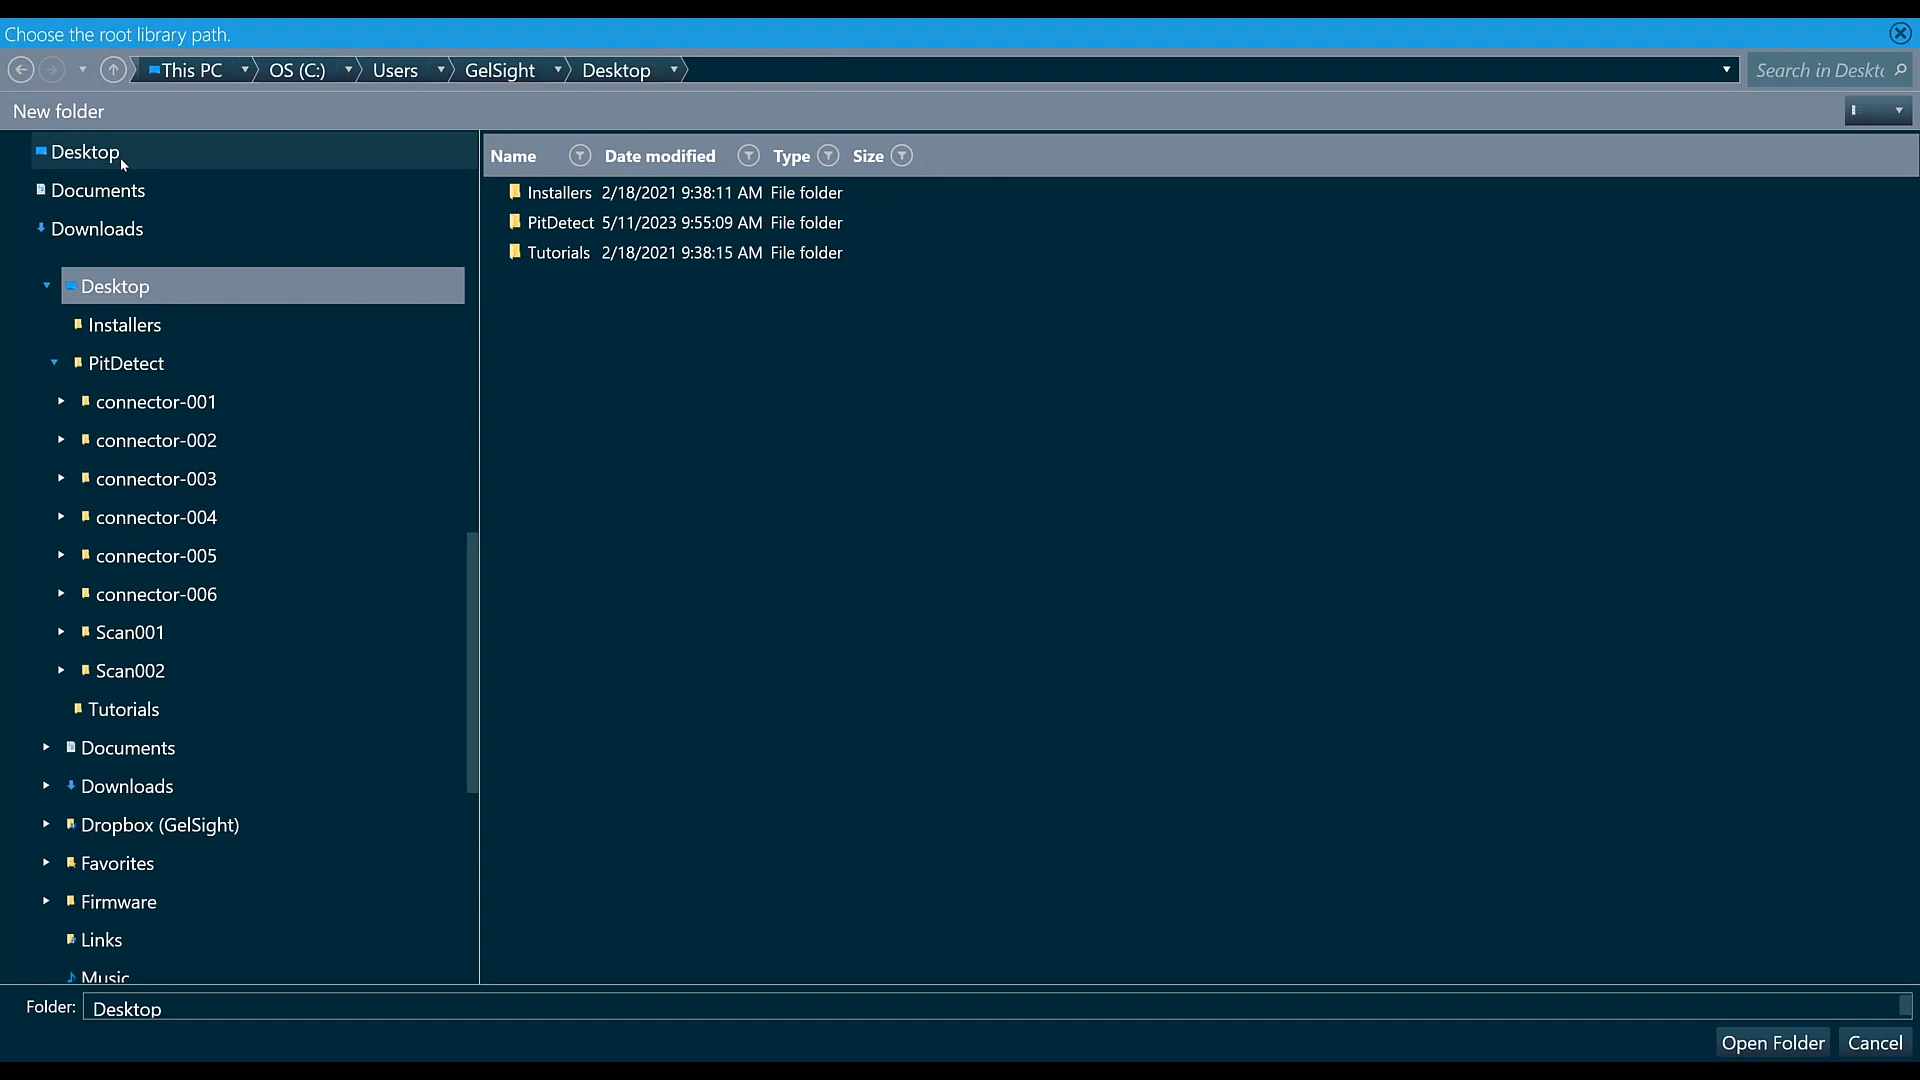 Choose the root library path.
This PC OS (C:) Users GelSight Desktop
Search in Deskt
New folder
Desktop
Documents
Downloads
Desktop
Installers
PitDetect
connector-001
connector-002
connector-003
connector-004
connector-005
connector-006
Scan001
Scan002
Tutorials
Documents
Downloads
Dropbox (GelSight)
Favorites
Firmware
Links
Music
Name Date modified Type Size
Installers 2/18/2021 9:38:11 AM File folder
PitDetect 5/11/2023 9:55:09 AM File folder
Tutorials 2/18/2021 9:38:15 AM File folder
Folder: Desktop
Open Folder Cancel